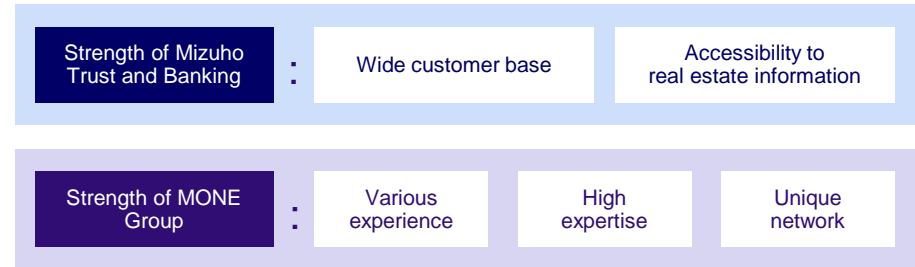 Strength of Mizuho
Trust and Banking
:
Wide customer base
Accessibility to
real estate information
Strength of MONE
Group
:
Various
experience
High
expertise
Unique
network